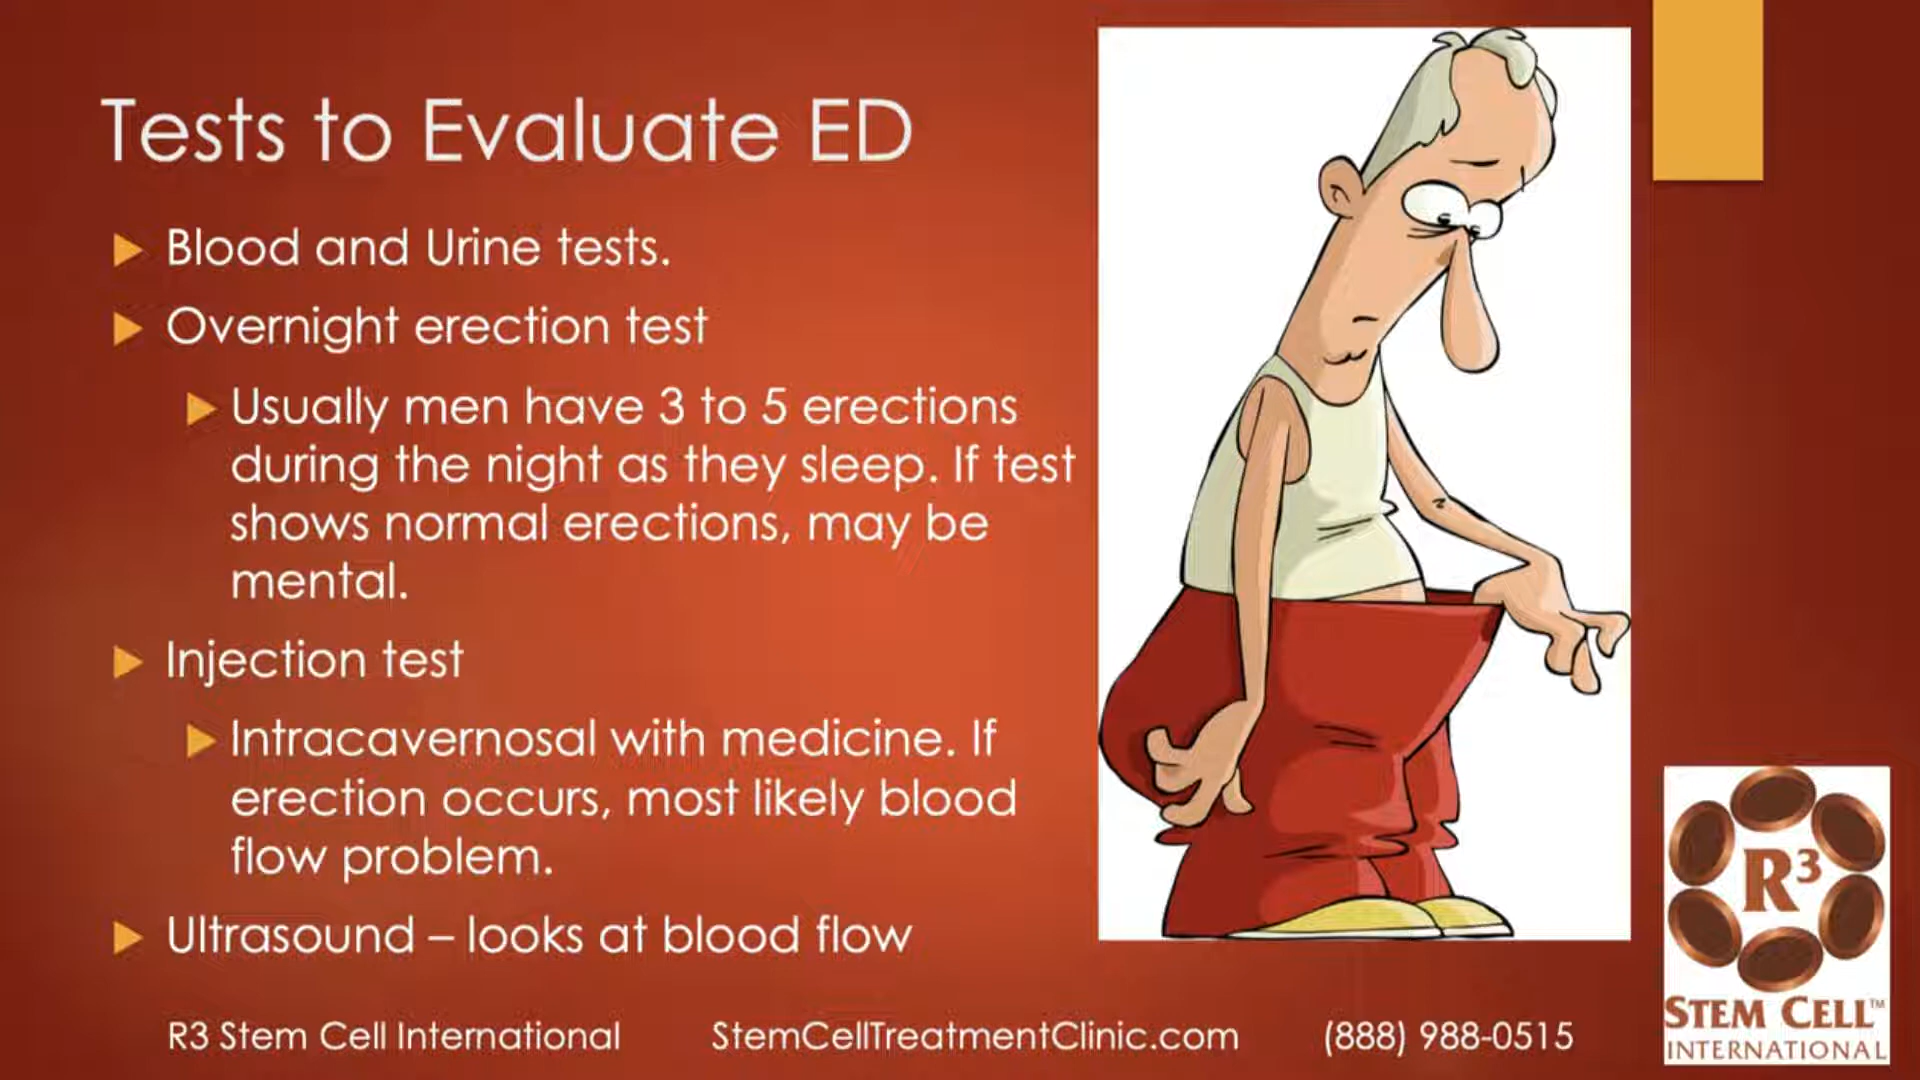 Tests to Evaluate ED
Blood and Urine tests.
Overnight erection test
Usually men have 3 to 5 erections
during the night as they sleep. If test
shows normal erections, may be
mental.
Injection test
Intracavernosal with medicine. If
erection occurs, most likely blood
flow problem.
Ultrasound – looks at blood flow
R3 Stem Cell International StemCellTreatmentClinic.com (888) 988-0515
R³
STEM CELL™
INTERNATIONAL